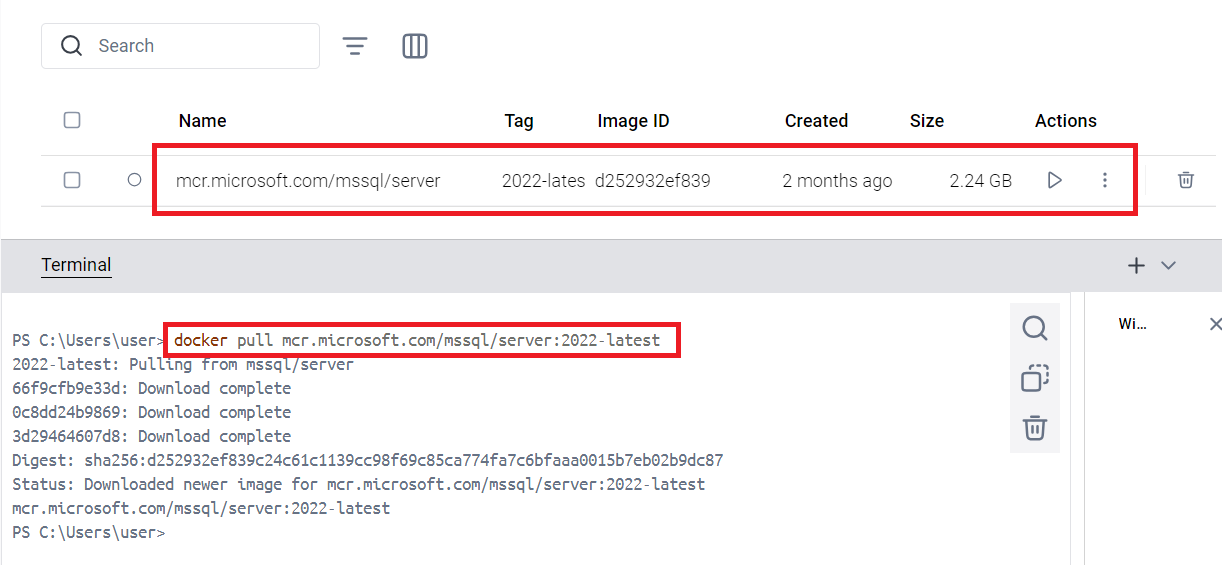 Search
Name Tag Image ID Created Size Actions
mcr.microsoft.com/mssql/server 2022-lates d252932ef839 2 months ago 2.24 GB
Terminal
Wi...
PS C:\Users\user> docker pull mcr.microsoft.com/mssql/server:2022-latest
2022-latest: Pulling from mssql/server
66f9cfb9e33d: Download complete
0c8dd24b9869: Download complete
3d29464607d8: Download complete
Digest: sha256:d252932ef839c24c61c1139cc98f69c85ca774fa7c6bfaaa0015b7eb02b9dc87
Status: Downloaded newer image for mcr.microsoft.com/mssql/server:2022-latest
mcr.microsoft.com/mssql/server:2022-latest
PS C:\Users\user>